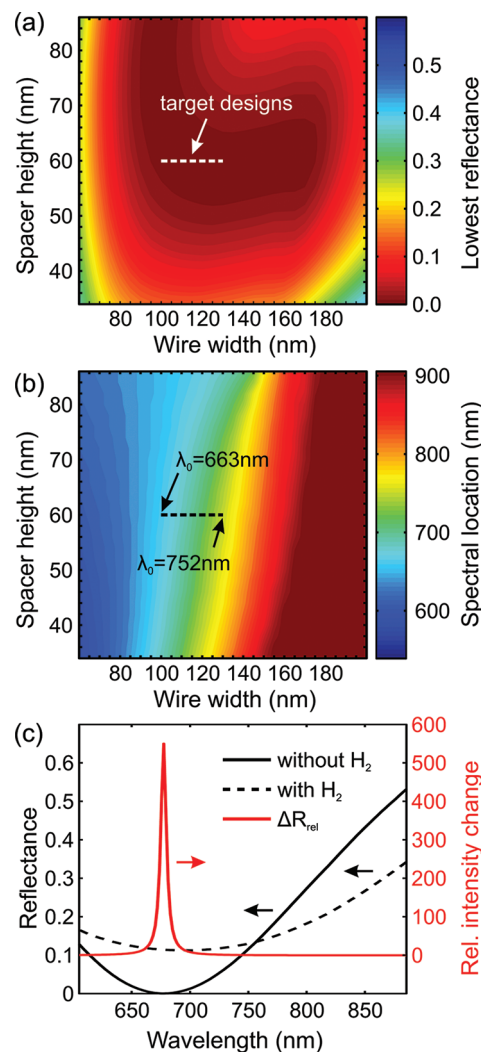 (a)
80
70
60
50
40
Spacer height (nm)
target designs
80 100 120 130 140 160 180
Wire width (nm)
0.5
0.4
0.3
0.2
0.1
0.0
Lowest reflectance
(b)
80
70
60
50
40
Spacer height (nm)
λ₀=663nm
λ₀=752nm
80 100 120 130 140 160 180
Wire width (nm)
900
800
700
600
Spectral location (nm)
(c)
0.6
0.5
0.4
0.3
0.2
0.1
0
Reflectance
without H₂
with H₂
ΔRrel
600
500
400
300
200
100
0
Rel. intensity change
650 700 750 800 850
Wavelength (nm)